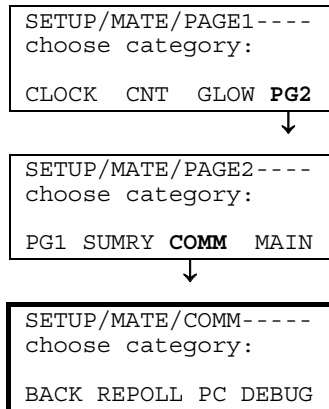 SETUP/MATE/PAGE1----
choose category:
CLOCK CNT GLOW PG2
↓
SETUP/MATE/PAGE2----
choose category:
PG1 SUMRY COMM MAIN
↓
SETUP/MATE/COMM-----
choose category:
BACK REPOLL PC DEBUG